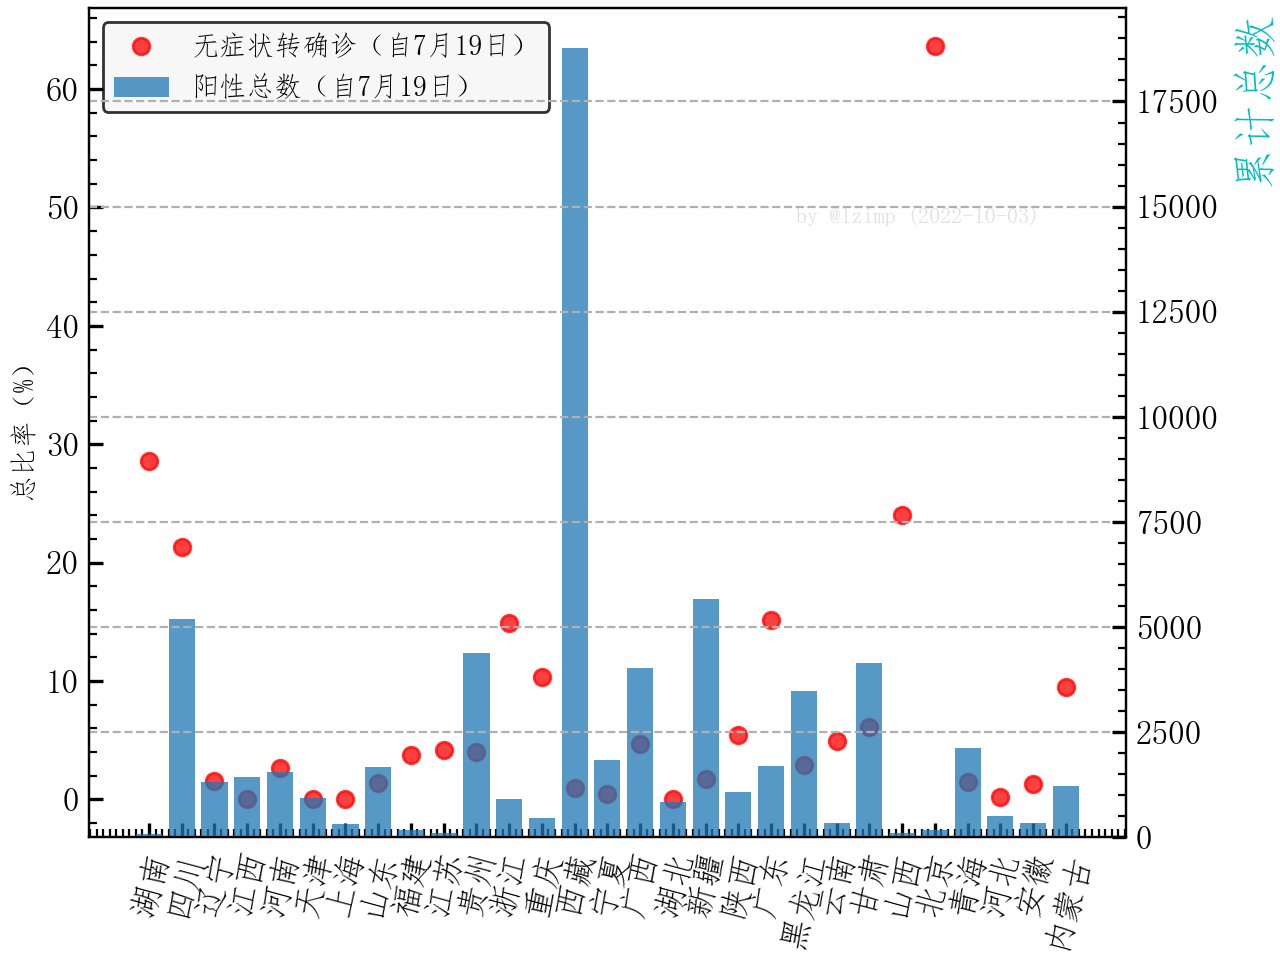 无症状转确诊（自7月19日）
阳性总数（自7月19日）
60
50
40
30
20
10
0
总比率 (%)
17500
15000
12500
10000
7500
5000
2500
0
累计总数
by @lzimp (2022-10-03)
湖南
四川
辽宁
江西
河南
天津
上海
山东
福建
江苏
贵州
浙江
重庆
西藏
宁夏
广西
湖北
新疆
陕西
广东
黑龙江
云南
甘肃
山西
北京
青海
河北
安徽
内蒙古